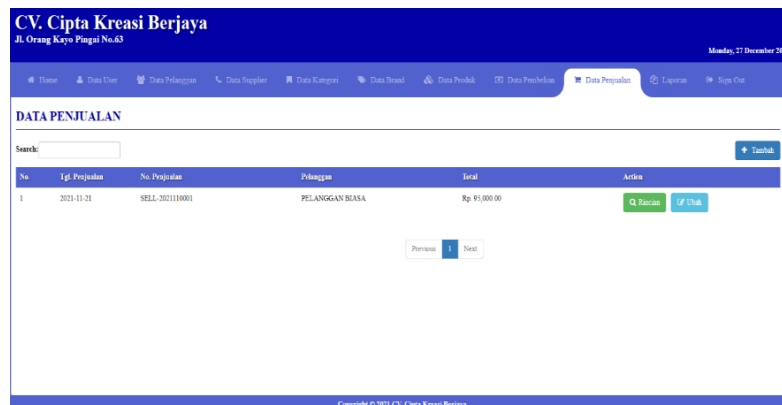 CV. Cipta Kreasi Berjaya
Jl. Orang Kayo Pingai No.63
Monday, 27 December 20
Home Data User Data Pelanggan Data Supplier Data Kategori Data Brand Data Produk Data Pembelian Data Penjualan Laporan Sign Out
DATA PENJUALAN
Search:
Tambah
No. Tgl. Penjualan No. Penjualan Pelanggan Total Action
1 2021-11-21 SELL-2021110001 PELANGGAN BIASA Rp. 95,000.00 Rincian Ubah
Previous 1 Next
Copyright © 2021 CV. Cipta Kreasi Berjaya